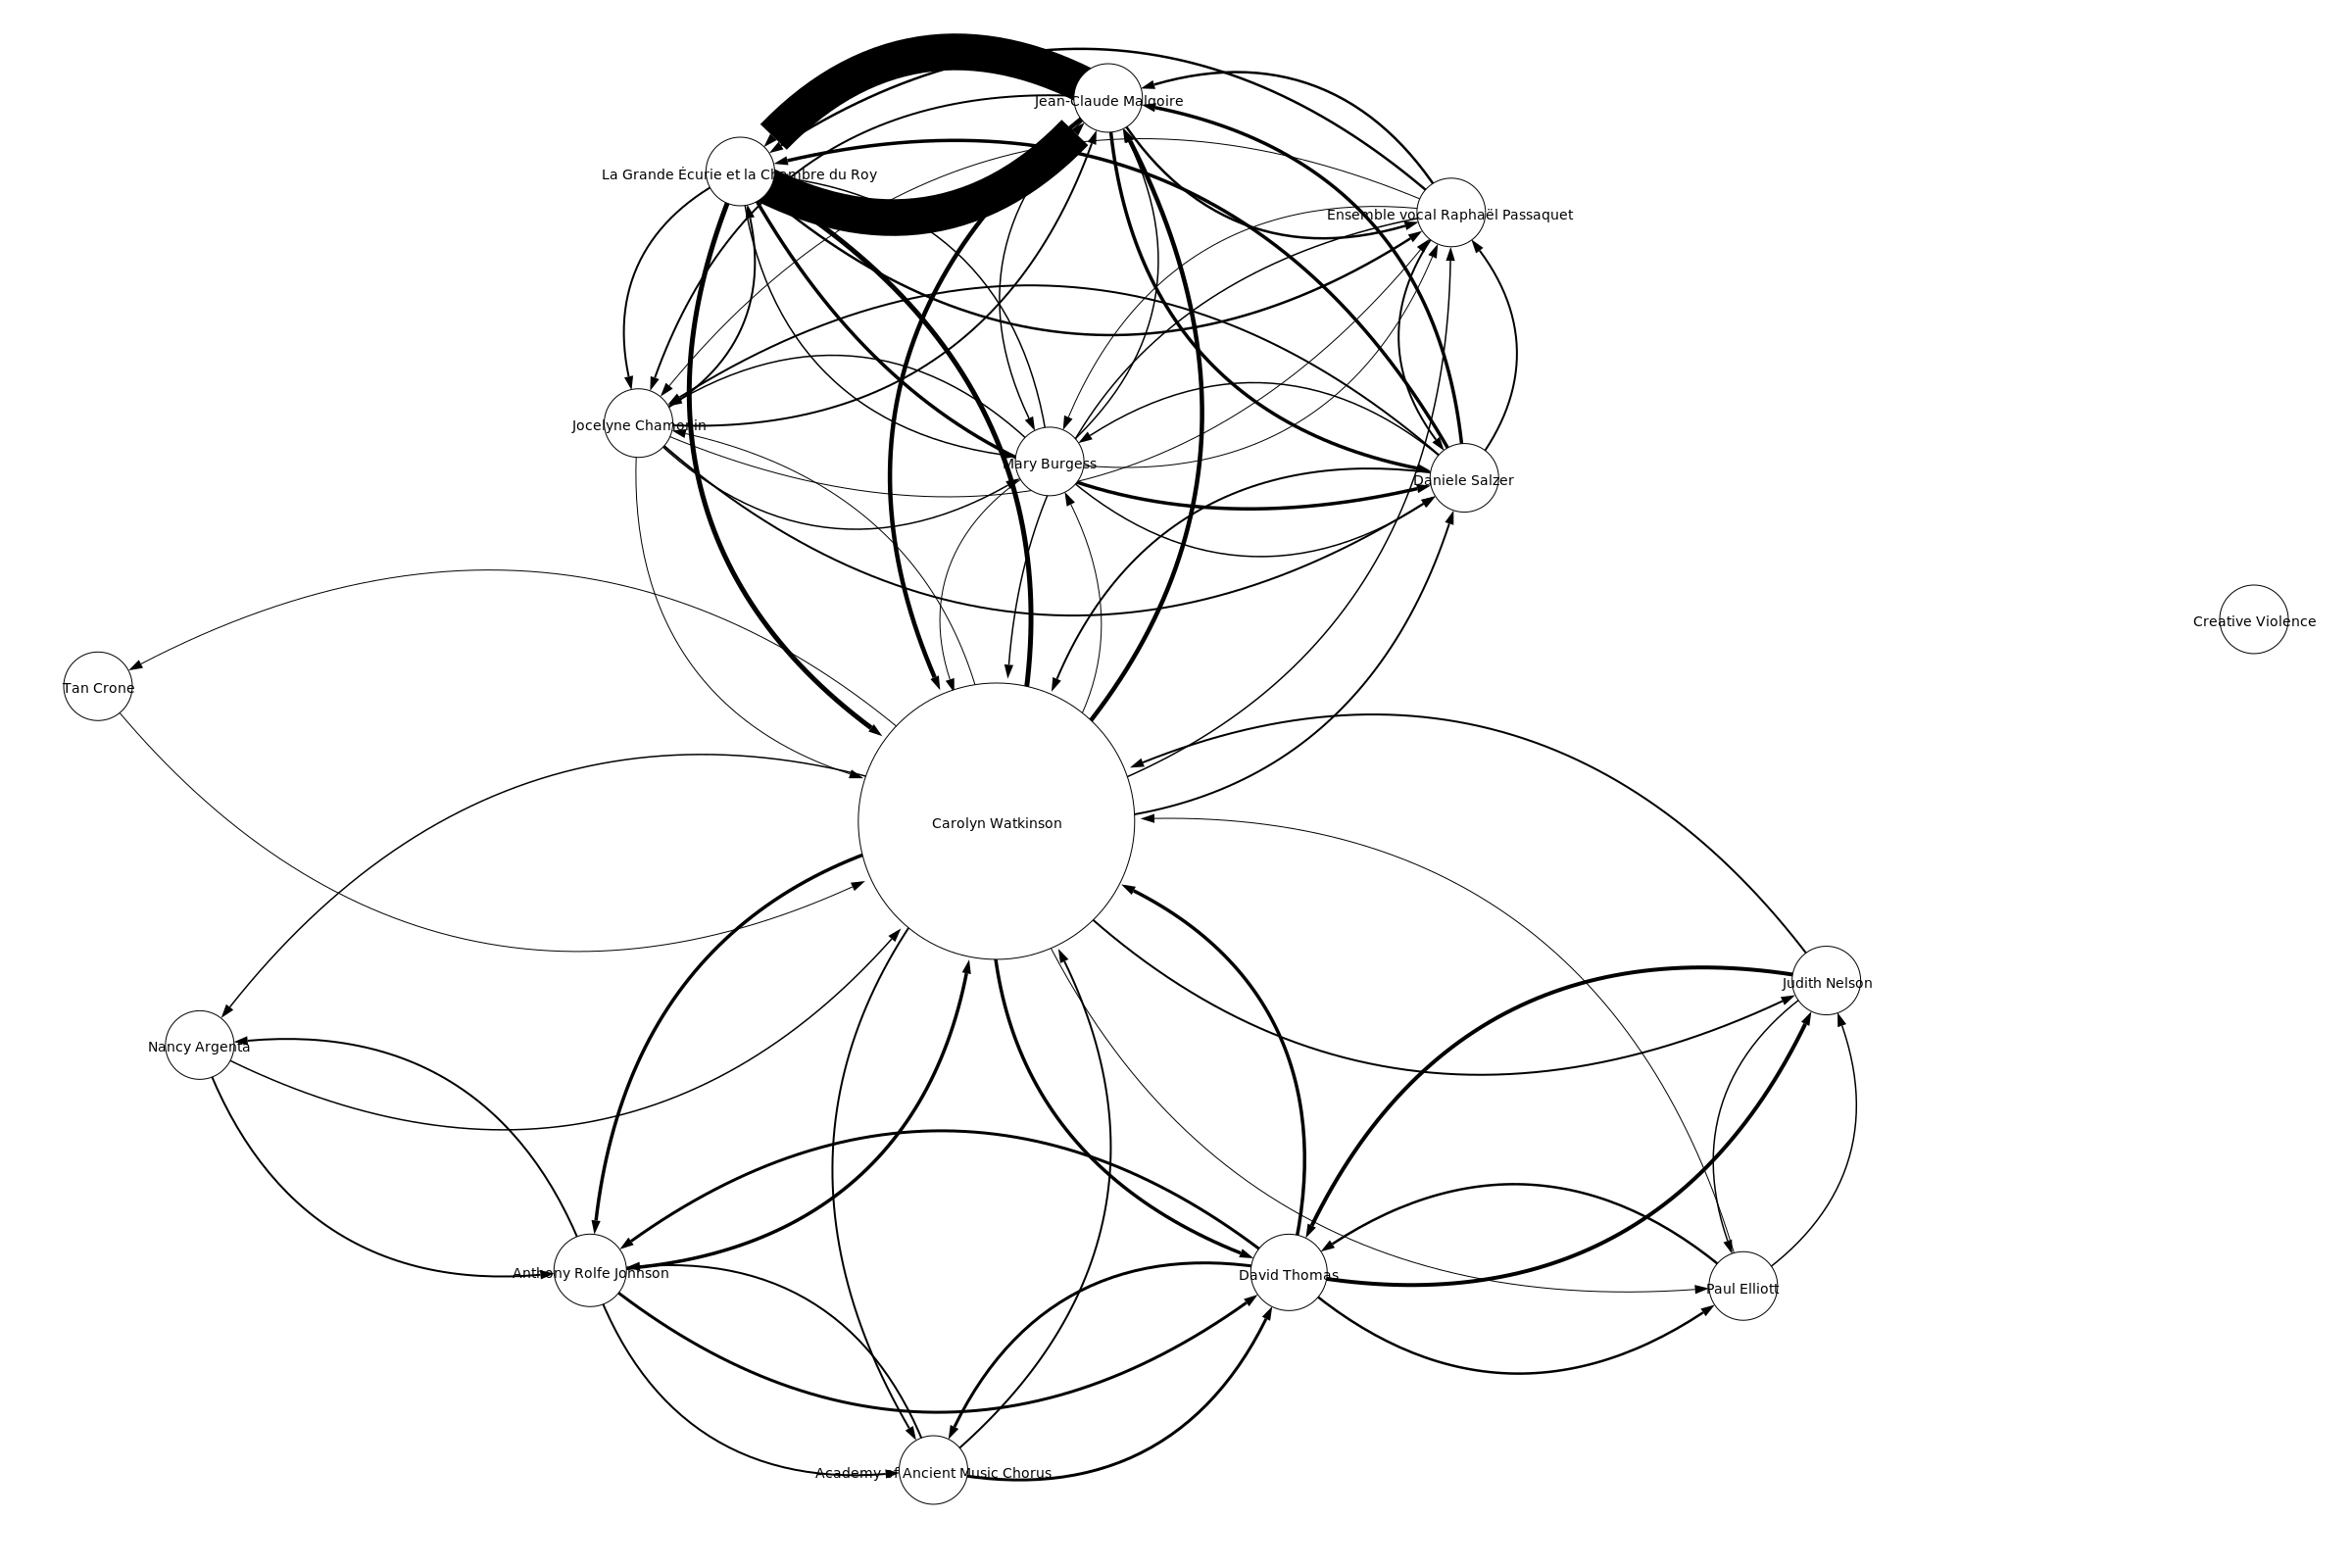 Jean-Claude Malgoire
La Grande Écurie et la Chambre du Roy
Ensemble vocal Raphaël Passaquet
Jocelyne Chamonin
Mary Burgess
Daniele Salzer
Creative Violence
Tan Crone
Carolyn Watkinson
Judith Nelson
Nancy Argenta
Anthony Rolfe Johnson
David Thomas
Paul Elliott
Academy of Ancient Music Chorus